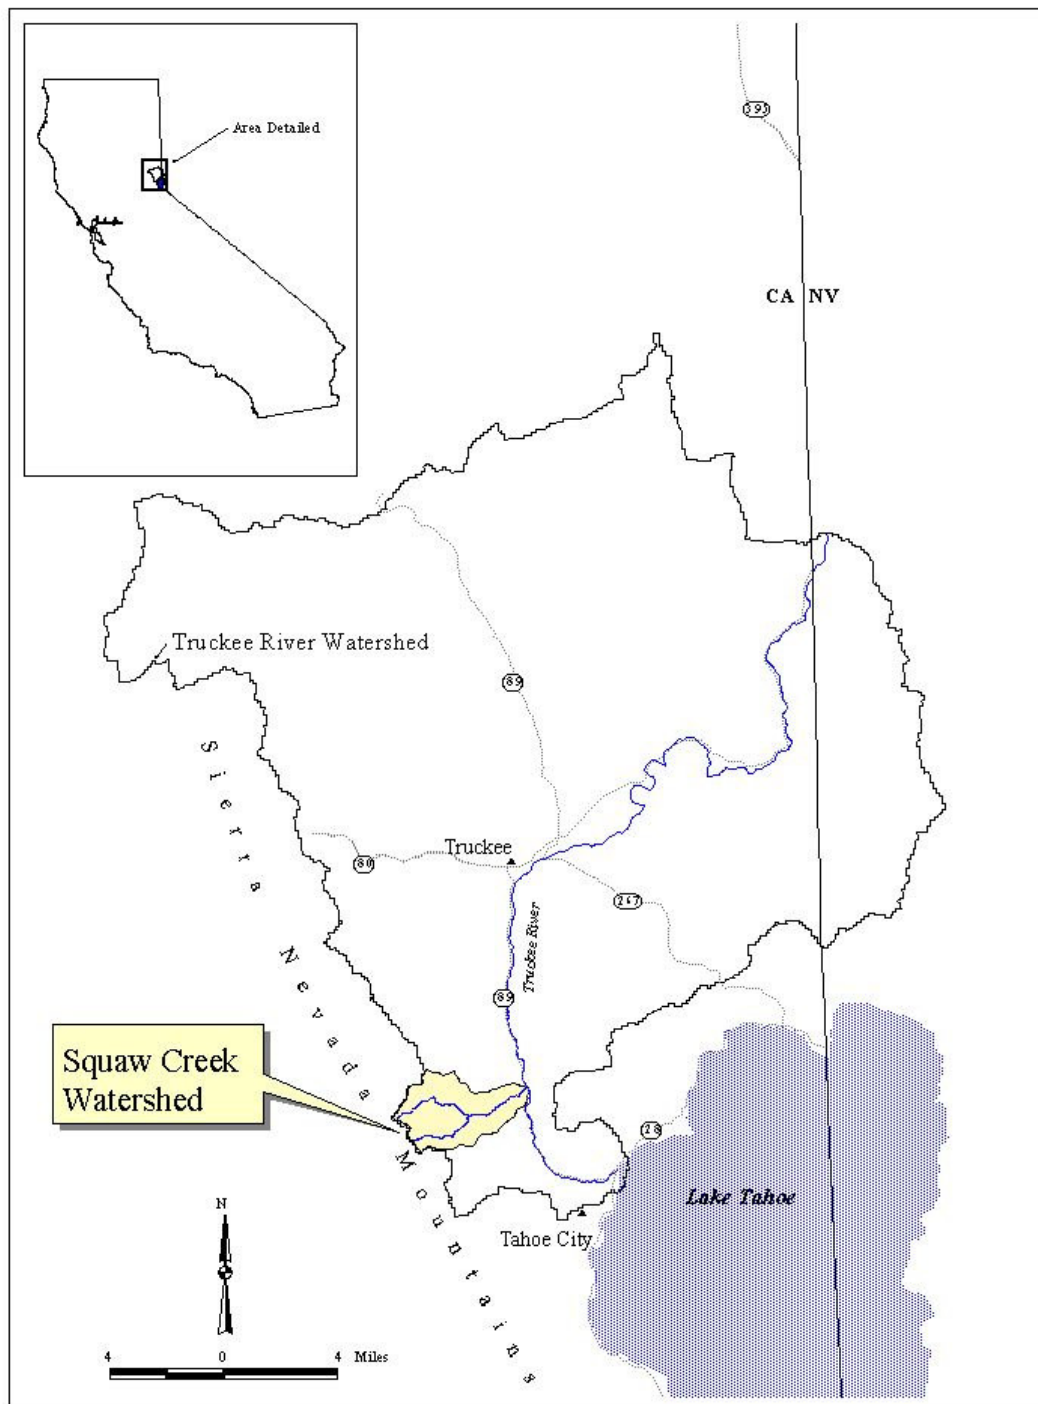 Area Detailed
395
CA NV
Truckee River Watershed
89
Sierra Nevada Mountains
Truckee
80
267
Truckee River
89
Squaw Creek
Watershed
28
Lake Tahoe
Tahoe City
N
4 0 4 Miles